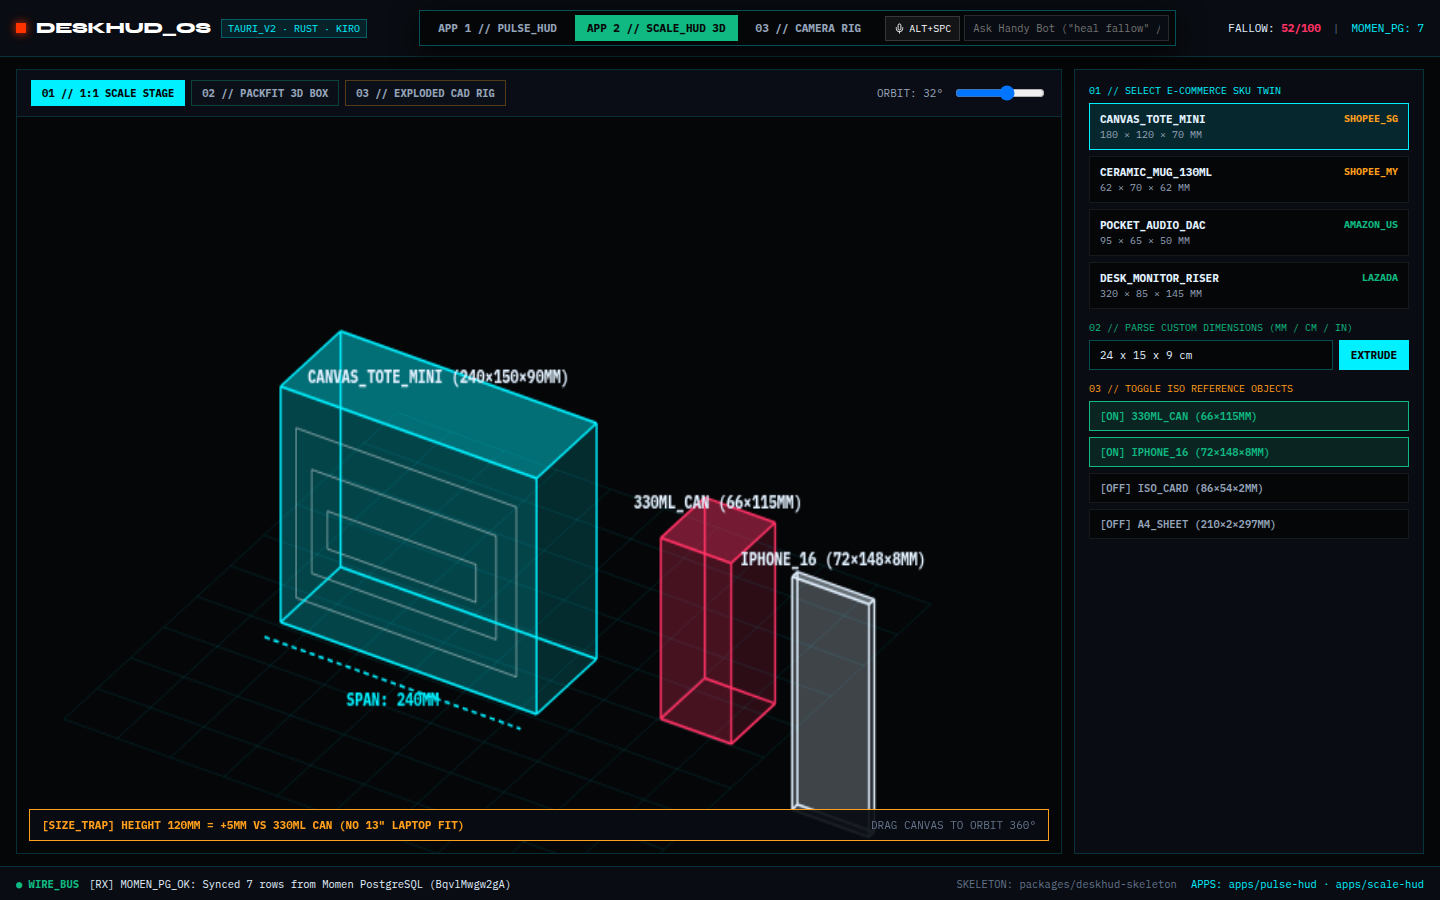 DESKHUD_OS
TAURI_V2 · RUST · KIRO
APP 1 // PULSE_HUD
APP 2 // SCALE_HUD 3D
03 // CAMERA RIG
ALT+SPC
Ask Handy Bot ("heal fallow" /
FALLOW: 52/100 | MOMEN_PG: 7
01 // 1:1 SCALE STAGE
02 // PACKFIT 3D BOX
03 // EXPLODED CAD RIG
ORBIT: 32°
CANVAS_TOTE_MINI (240×150×90MM)
330ML_CAN (66×115MM)
IPHONE_16 (72×148×8MM)
SPAN: 240MM
[SIZE_TRAP] HEIGHT 120MM = +5MM VS 330ML CAN (NO 13" LAPTOP FIT)
DRAG CANVAS TO ORBIT 360°
01 // SELECT E-COMMERCE SKU TWIN
CANVAS_TOTE_MINI SHOPEE_SG
180 × 120 × 70 MM
CERAMIC_MUG_130ML SHOPEE_MY
62 × 70 × 62 MM
POCKET_AUDIO_DAC AMAZON_US
95 × 65 × 50 MM
DESK_MONITOR_RISER LAZADA
320 × 85 × 145 MM
02 // PARSE CUSTOM DIMENSIONS (MM / CM / IN)
24 x 15 x 9 cm
EXTRUDE
03 // TOGGLE ISO REFERENCE OBJECTS
[ON] 330ML_CAN (66×115MM)
[ON] IPHONE_16 (72×148×8MM)
[OFF] ISO_CARD (86×54×2MM)
[OFF] A4_SHEET (210×2×297MM)
● WIRE_BUS [RX] MOMEN_PG_OK: Synced 7 rows from Momen PostgreSQL (BqvlMwgw2gA)
SKELETON: packages/deskhud-skeleton
APPS: apps/pulse-hud · apps/scale-hud